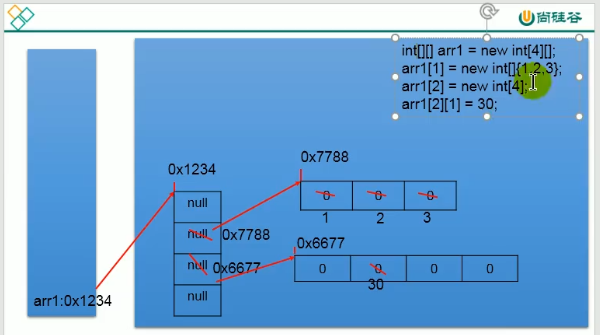 尚硅谷
int[][] arr1 = new int[4][];
arr1[1] = new int[]{1,2,3};
arr1[2] = new int[4];
arr1[2][1] = 30;
0x7788
0x1234
null
0 0 0
1 2 3
null
0x7788
0x6677
null
0x6677
0 0 0 0
30
null
arr1:0x1234